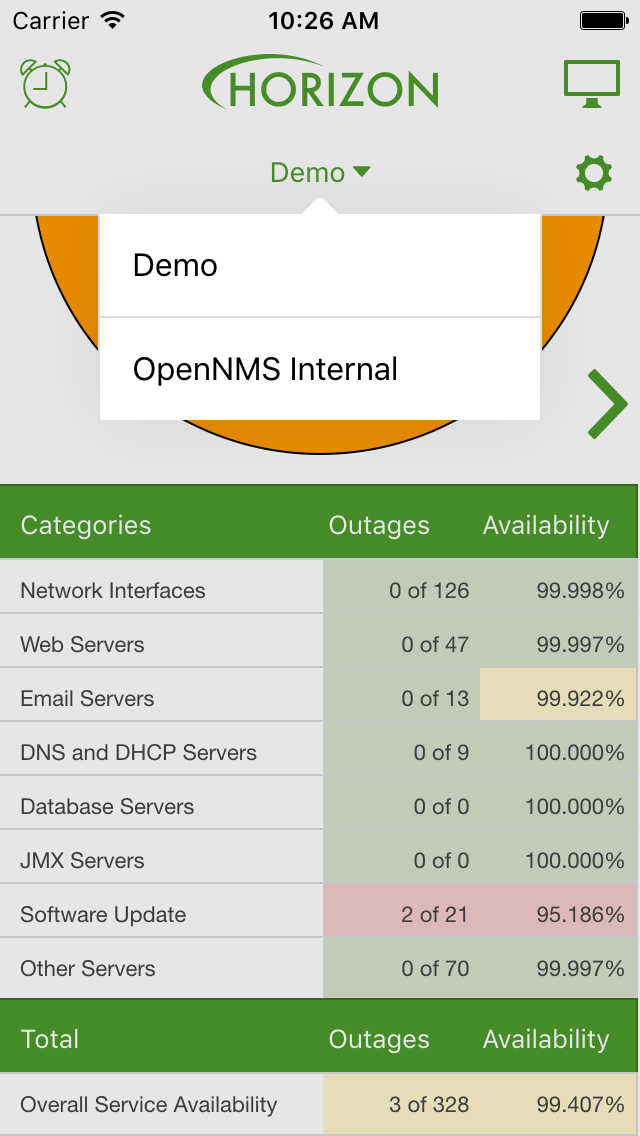 Carrier 10:26 AM
HORIZON
Demo
Demo
OpenNMS Internal
Categories Outages Availability
Network Interfaces 0 of 126 99.998%
Web Servers 0 of 47 99.997%
Email Servers 0 of 13 99.922%
DNS and DHCP Servers 0 of 9 100.000%
Database Servers 0 of 0 100.000%
JMX Servers 0 of 0 100.000%
Software Update 2 of 21 95.186%
Other Servers 0 of 70 99.997%
Total Outages Availability
Overall Service Availability 3 of 328 99.407%